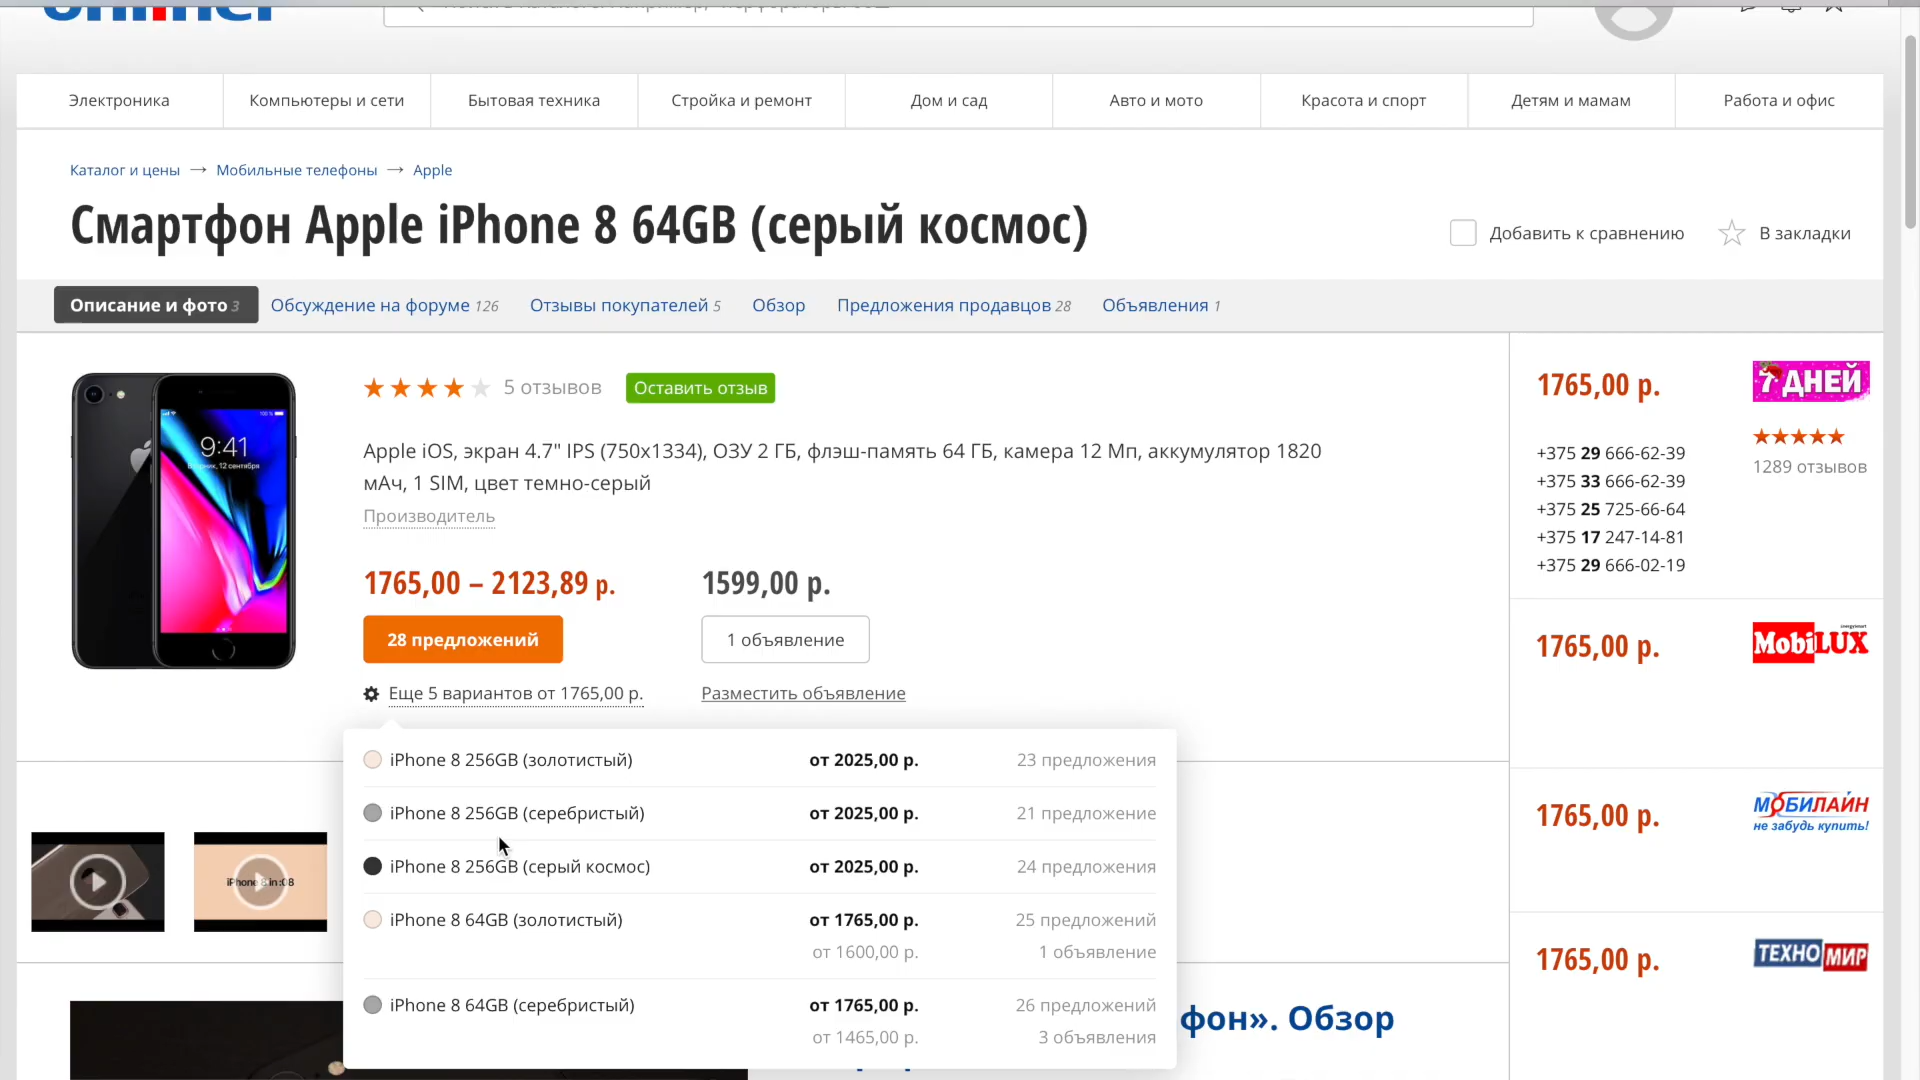 Электроника
Компьютеры и сети
Бытовая техника
Стройка и ремонт
Дом и сад
Авто и мото
Красота и спорт
Детям и мамам
Работа и офис
Каталог и цены → Мобильные телефоны → Apple
Смартфон Apple iPhone 8 64GB (серый космос)
Добавить к сравнению
В закладки
Описание и фото 3
Обсуждение на форуме 126
Отзывы покупателей 5
Обзор
Предложения продавцов 28
Объявления 1
9:41
5 отзывов
Оставить отзыв
Apple iOS, экран 4.7" IPS (750x1334), ОЗУ 2 ГБ, флэш-память 64 ГБ, камера 12 Мп, аккумулятор 1820
мАч, 1 SIM, цвет темно-серый
Производитель
1765,00 – 2123,89 р.
1599,00 р.
28 предложений
1 объявление
Еще 5 вариантов от 1765,00 р.
Разместить объявление
iPhone 8 256GB (золотистый) от 2025,00 р. 23 предложения
iPhone 8 256GB (серебристый) от 2025,00 р. 21 предложение
iPhone 8 256GB (серый космос) от 2025,00 р. 24 предложения
iPhone 8 64GB (золотистый) от 1765,00 р. 25 предложений
от 1600,00 р. 1 объявление
iPhone 8 64GB (серебристый) от 1765,00 р. 26 предложений
от 1465,00 р. 3 объявления
фон». Обзор
1765,00 р.
7 ДНЕЙ
1289 отзывов
+375 29 666-62-39
+375 33 666-62-39
+375 25 725-66-64
+375 17 247-14-81
+375 29 666-02-19
1765,00 р.
MobiLUX
1765,00 р.
МОБИЛАЙН
не забудь купить!
1765,00 р.
ТЕХНОМИР